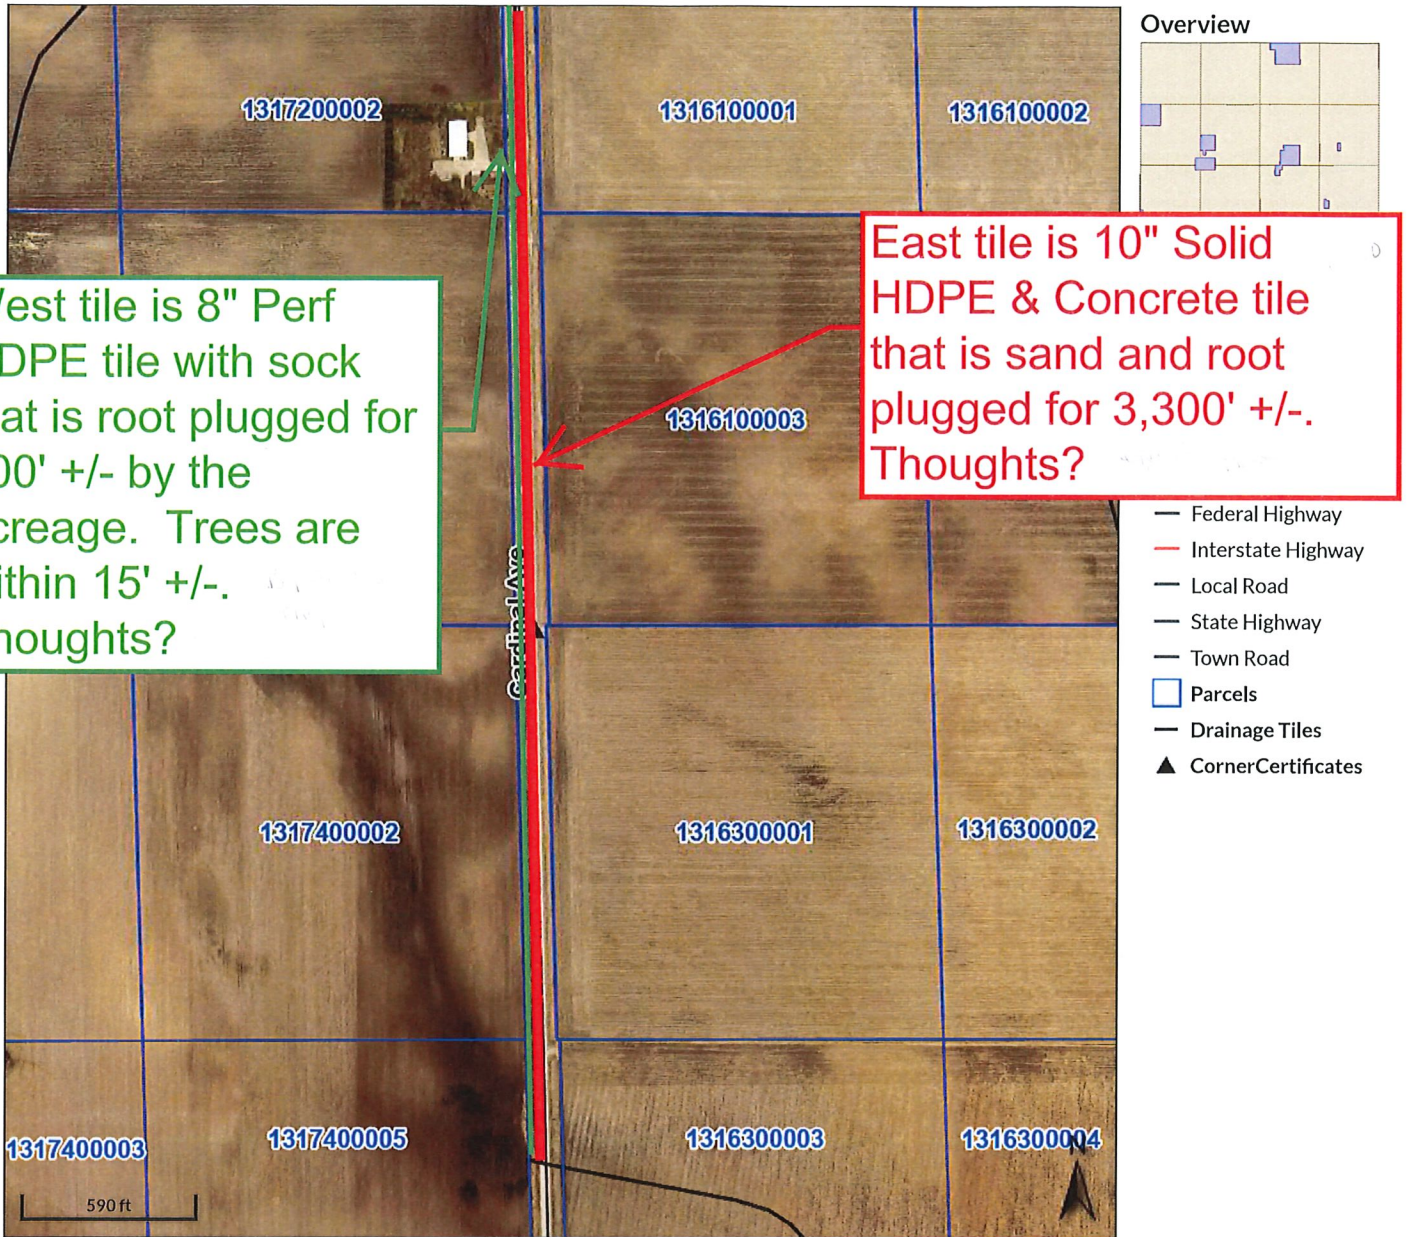 Overview
1317200002
1316100001
1316100002
East tile is 10" Solid
HDPE & Concrete tile
that is sand and root
plugged for 3,300' +/-.
Thoughts?
est tile is 8" Perf
DPE tile with sock
at is root plugged for
00' +/- by the
creage. Trees are
ithin 15' +/-.
houghts?
1316100003
Federal Highway
Interstate Highway
Local Road
State Highway
Town Road
Parcels
Drainage Tiles
CornerCertificates
Cardinal Ave
1317400002
1316300001
1316300002
1317400003
1317400005
1316300003
1316300004
N
590 ft